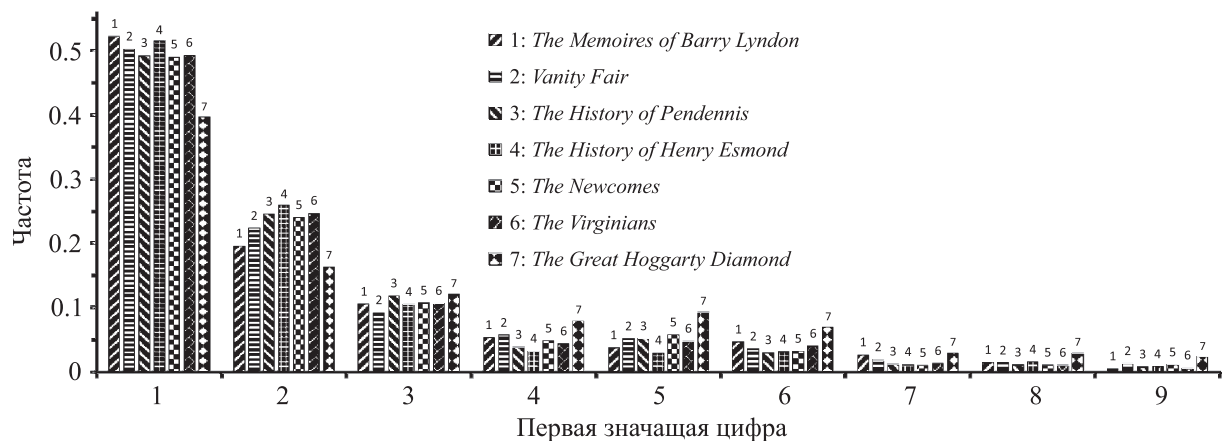 Частота
0.5
0.4
0.3
0.2
0.1
0
1 2 3 4 5 6 7
1 2 3 4 5 6 7
1 2 3 4 5 6 7
1 2 3 4 5 6 7
1 2 3 4 5 6 7
1 2 3 4 5 6 7
1 2 3 4 5 6 7
1 2 3 4 5 6 7
1 2 3 4 5 6 7
1: The Memoires of Barry Lyndon
2: Vanity Fair
3: The History of Pendennis
4: The History of Henry Esmond
5: The Newcomes
6: The Virginians
7: The Great Hoggarty Diamond
1 2 3 4 5 6 7 8 9
Первая значащая цифра